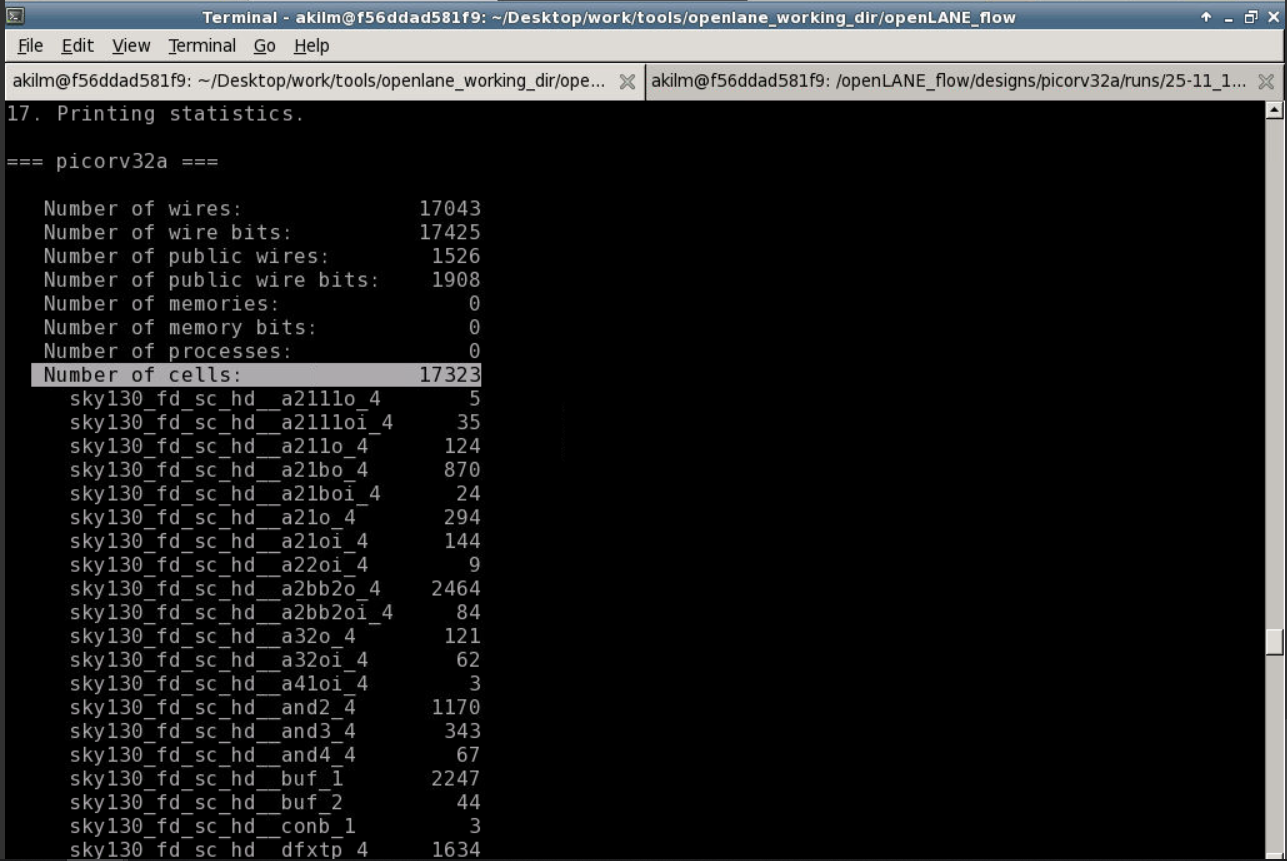 Terminal - akilm@f56ddad581f9: ~/Desktop/work/tools/openlane_working_dir/openLANE_flow
File Edit View Terminal Go Help
akilm@f56ddad581f9: ~/Desktop/work/tools/openlane_working_dir/ope... akilm@f56ddad581f9: /openLANE_flow/designs/picorv32a/runs/25-11_1...
17. Printing statistics.
=== picorv32a ===
Number of wires: 17043
Number of wire bits: 17425
Number of public wires: 1526
Number of public wire bits: 1908
Number of memories: 0
Number of memory bits: 0
Number of processes: 0
Number of cells: 17323
sky130_fd_sc_hd__a2111o_4 5
sky130_fd_sc_hd__a2111oi_4 35
sky130_fd_sc_hd__a211o_4 124
sky130_fd_sc_hd__a21bo_4 870
sky130_fd_sc_hd__a21boi_4 24
sky130_fd_sc_hd__a21o_4 294
sky130_fd_sc_hd__a21oi_4 144
sky130_fd_sc_hd__a22oi_4 9
sky130_fd_sc_hd__a2bb2o_4 2464
sky130_fd_sc_hd__a2bb2oi_4 84
sky130_fd_sc_hd__a32o_4 121
sky130_fd_sc_hd__a32oi_4 62
sky130_fd_sc_hd__a41oi_4 3
sky130_fd_sc_hd__and2_4 1170
sky130_fd_sc_hd__and3_4 343
sky130_fd_sc_hd__and4_4 67
sky130_fd_sc_hd__buf_1 2247
sky130_fd_sc_hd__buf_2 44
sky130_fd_sc_hd__conb_1 3
sky130_fd_sc_hd__dfxtp_4 1634